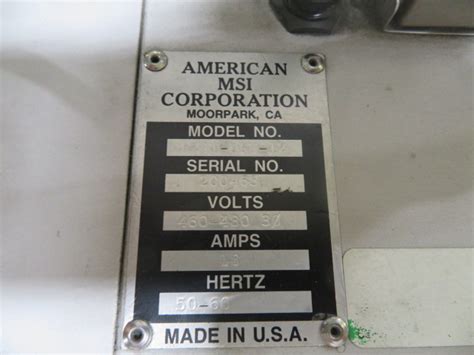 AMERICAN
MSI
CORPORATION
MOORPARK, CA
MODEL NO.
SERIAL NO.
VOLTS
AMPS
HERTZ
50-60
MADE IN U.S.A.